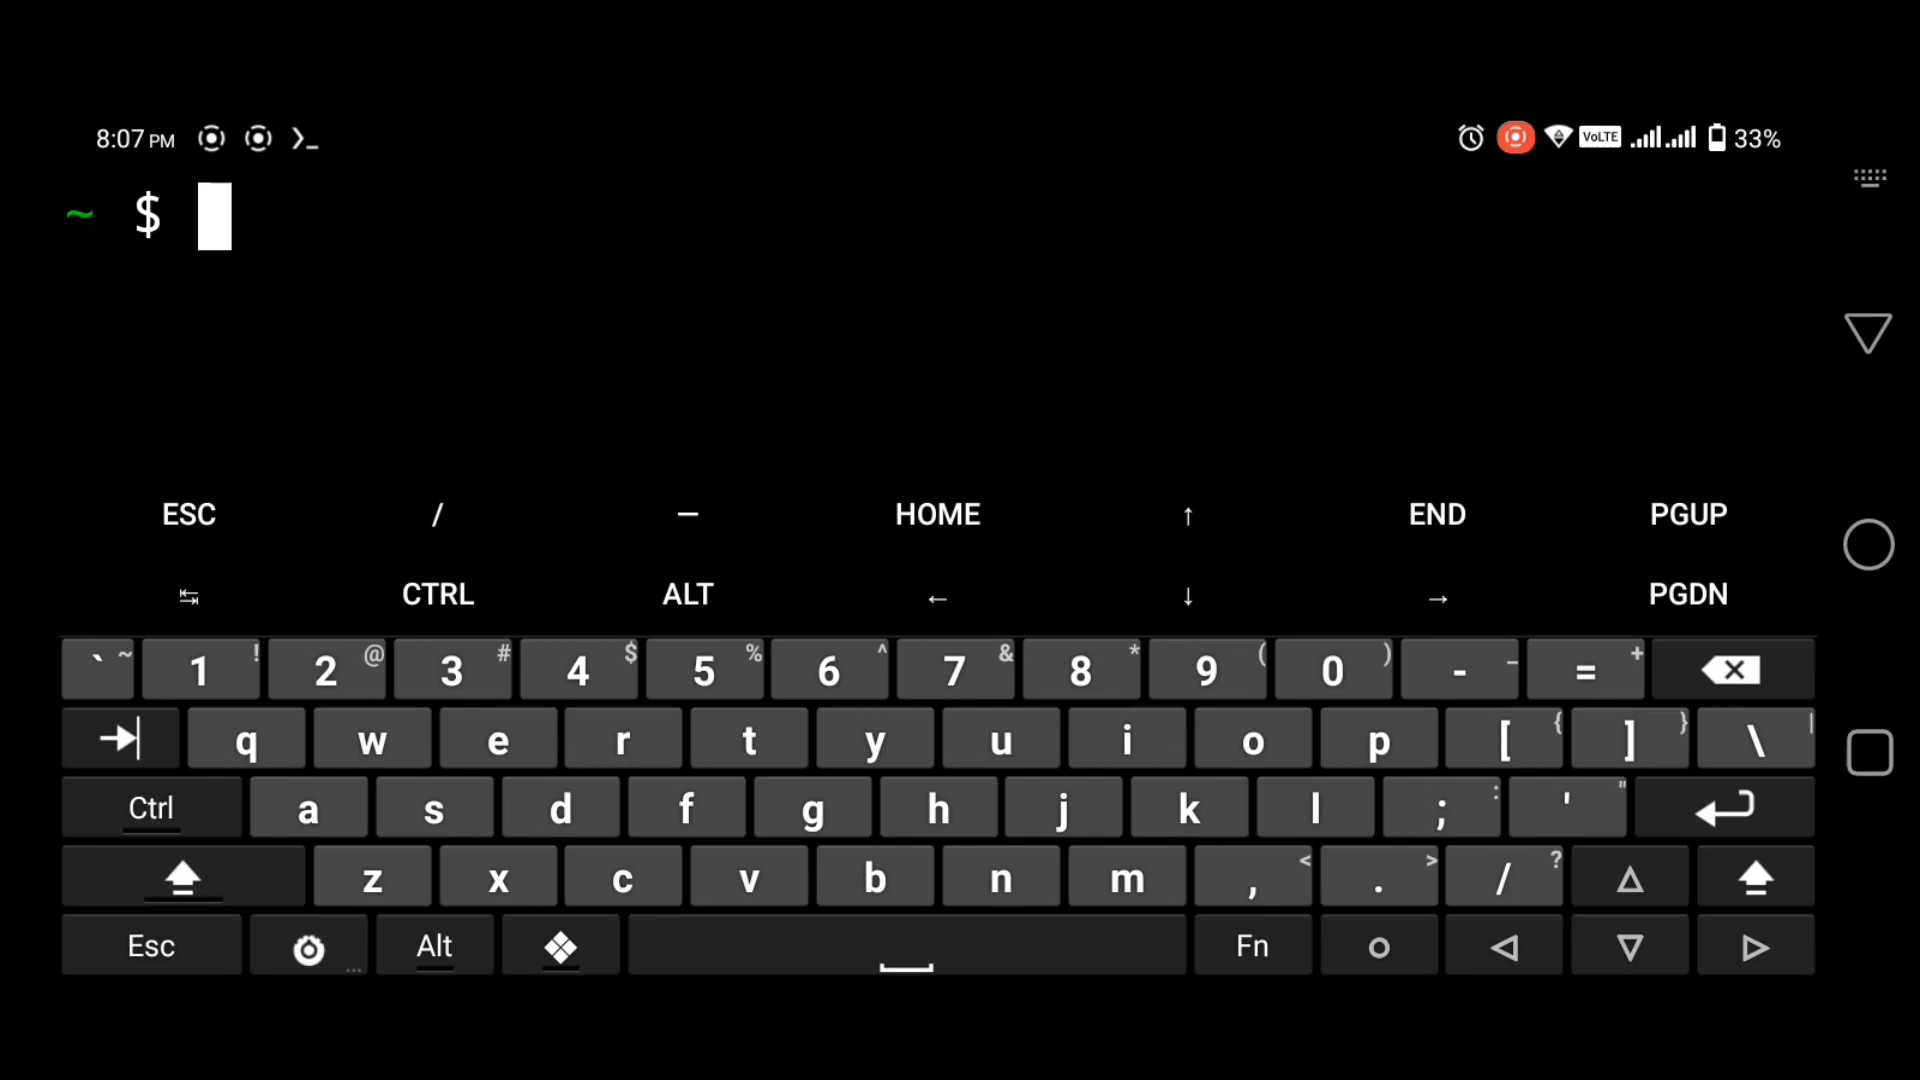 8:07 PM >_ VoLTE 33%
~ $
ESC / — HOME ↑ END PGUP
↹ CTRL ALT ← ↓ → PGDN
` ~ 1 ! 2 @ 3 # 4 $ 5 % 6 ^ 7 & 8 * 9 ( 0 ) - _ = +
q w e r t y u i o p [ { ] } \ |
Ctrl a s d f g h j k l ; : ' "
z x c v b n m , < . > / ?
Esc ... Alt Fn